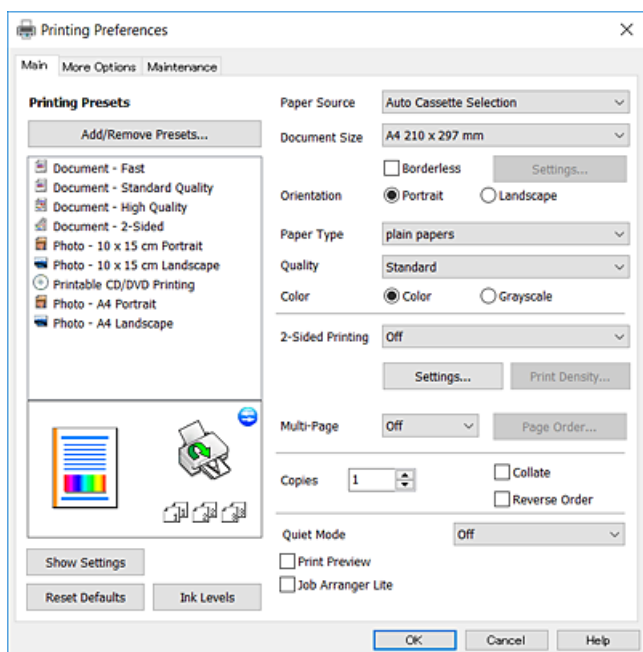 Printing Preferences
Main More Options Maintenance
Printing Presets
Add/Remove Presets...
Document - Fast
Document - Standard Quality
Document - High Quality
Document - 2-Sided
Photo - 10 x 15 cm Portrait
Photo - 10 x 15 cm Landscape
Printable CD/DVD Printing
Photo - A4 Portrait
Photo - A4 Landscape
Show Settings
Reset Defaults Ink Levels
Paper Source Auto Cassette Selection
Document Size A4 210 x 297 mm
Borderless Settings...
Orientation Portrait Landscape
Paper Type plain papers
Quality Standard
Color Color Grayscale
2-Sided Printing Off
Settings... Print Density...
Multi-Page Off Page Order...
Copies 1 Collate
Reverse Order
Quiet Mode Off
Print Preview
Job Arranger Lite
OK Cancel Help